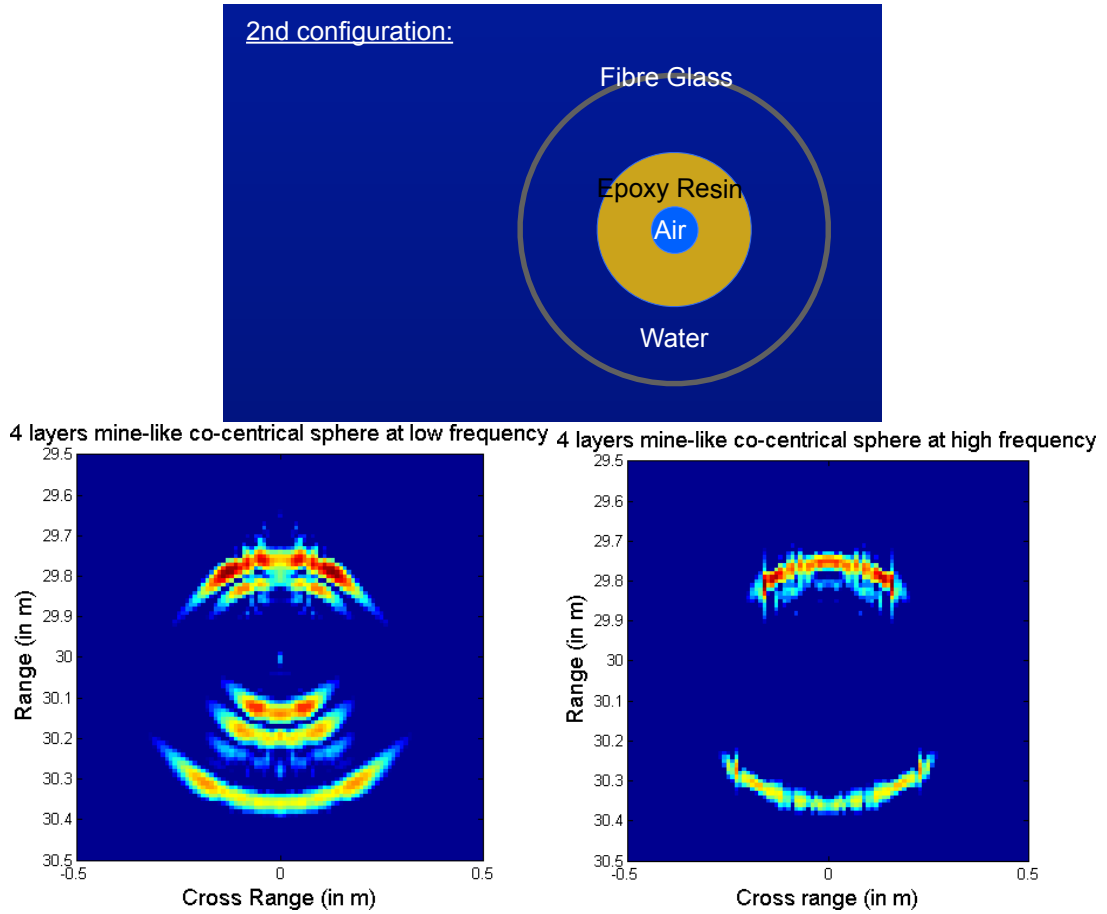 2nd configuration:
Fibre Glass
Epoxy Resin
Air
Water
4 layers mine-like co-centrical sphere at low frequency
29.5
29.6
29.7
29.8
29.9
30
30.1
30.2
30.3
30.4
30.5
-0.5
0
0.5
Range (in m)
Cross Range (in m)
4 layers mine-like co-centrical sphere at high frequency
29.5
29.6
29.7
29.8
29.9
30
30.1
30.2
30.3
30.4
30.5
-0.5
0
0.5
Range (in m)
Cross range (in m)